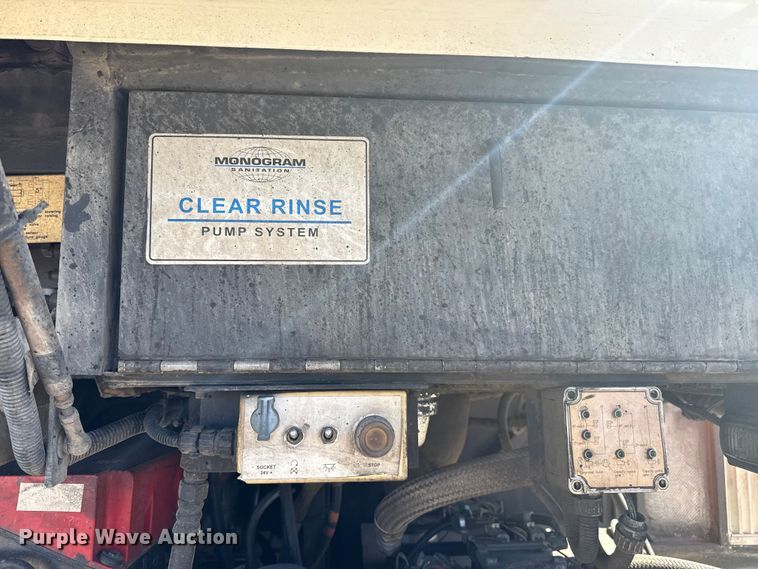 MONOGRAM
SANITATION
CLEAR RINSE
PUMP SYSTEM
SOCKET
24V
STOP
Purple Wave Auction